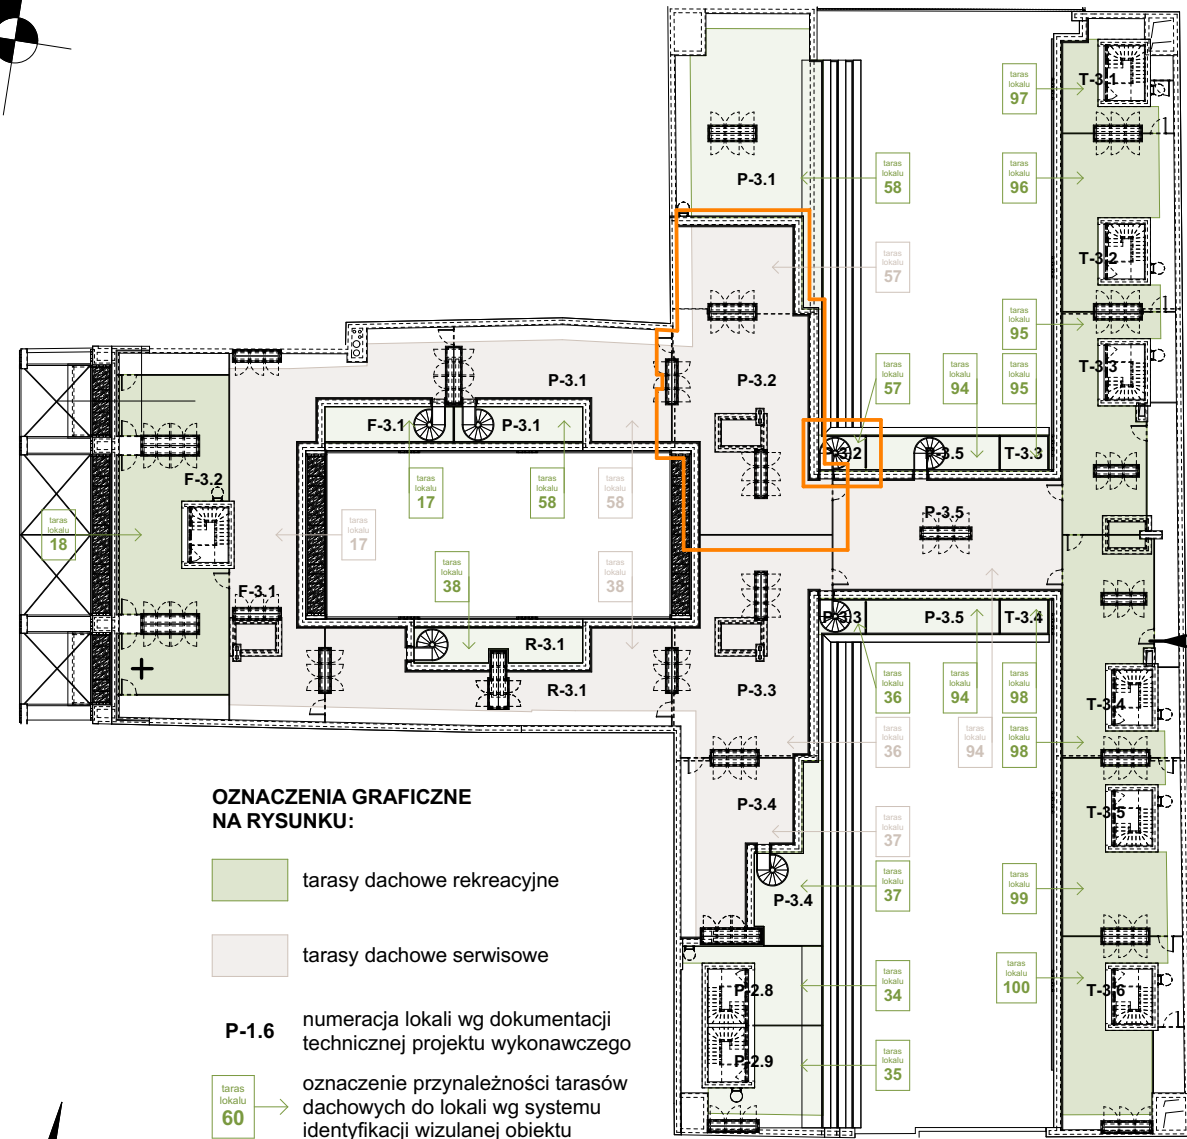 T-3.1
taras
lokalu
97
P-3.1
taras
lokalu
58
taras
lokalu
96
T-3.2
taras
lokalu
57
taras
lokalu
95
T-3.3
P-3.1
P-3.2
taras
lokalu
57
taras
lokalu
94
taras
lokalu
95
F-3.1
P-3.1
P-3.2
P-3.5
T-3.3
F-3.2
taras
lokalu
17
taras
lokalu
58
taras
lokalu
58
taras
lokalu
18
taras
lokalu
17
P-3.5
taras
lokalu
38
taras
lokalu
38
F-3.1
P-3.3
P-3.5
T-3.4
R-3.1
R-3.1
P-3.3
taras
lokalu
36
taras
lokalu
94
taras
lokalu
98
T-3.4
taras
lokalu
36
taras
lokalu
94
taras
lokalu
98
P-3.4
T-3.5
taras
lokalu
37
taras
lokalu
37
P-3.4
taras
lokalu
99
P-2.8
taras
lokalu
34
taras
lokalu
100
T-3.6
P-2.9
taras
lokalu
35
OZNACZENIA GRAFICZNE
NA RYSUNKU:
tarasy dachowe rekreacyjne
tarasy dachowe serwisowe
P-1.6
numeracja lokali wg dokumentacji
technicznej projektu wykonawczego
taras
lokalu
60
oznaczenie przynależności tarasów
dachowych do lokali wg systemu
identyfikacji wizulanej obiektu